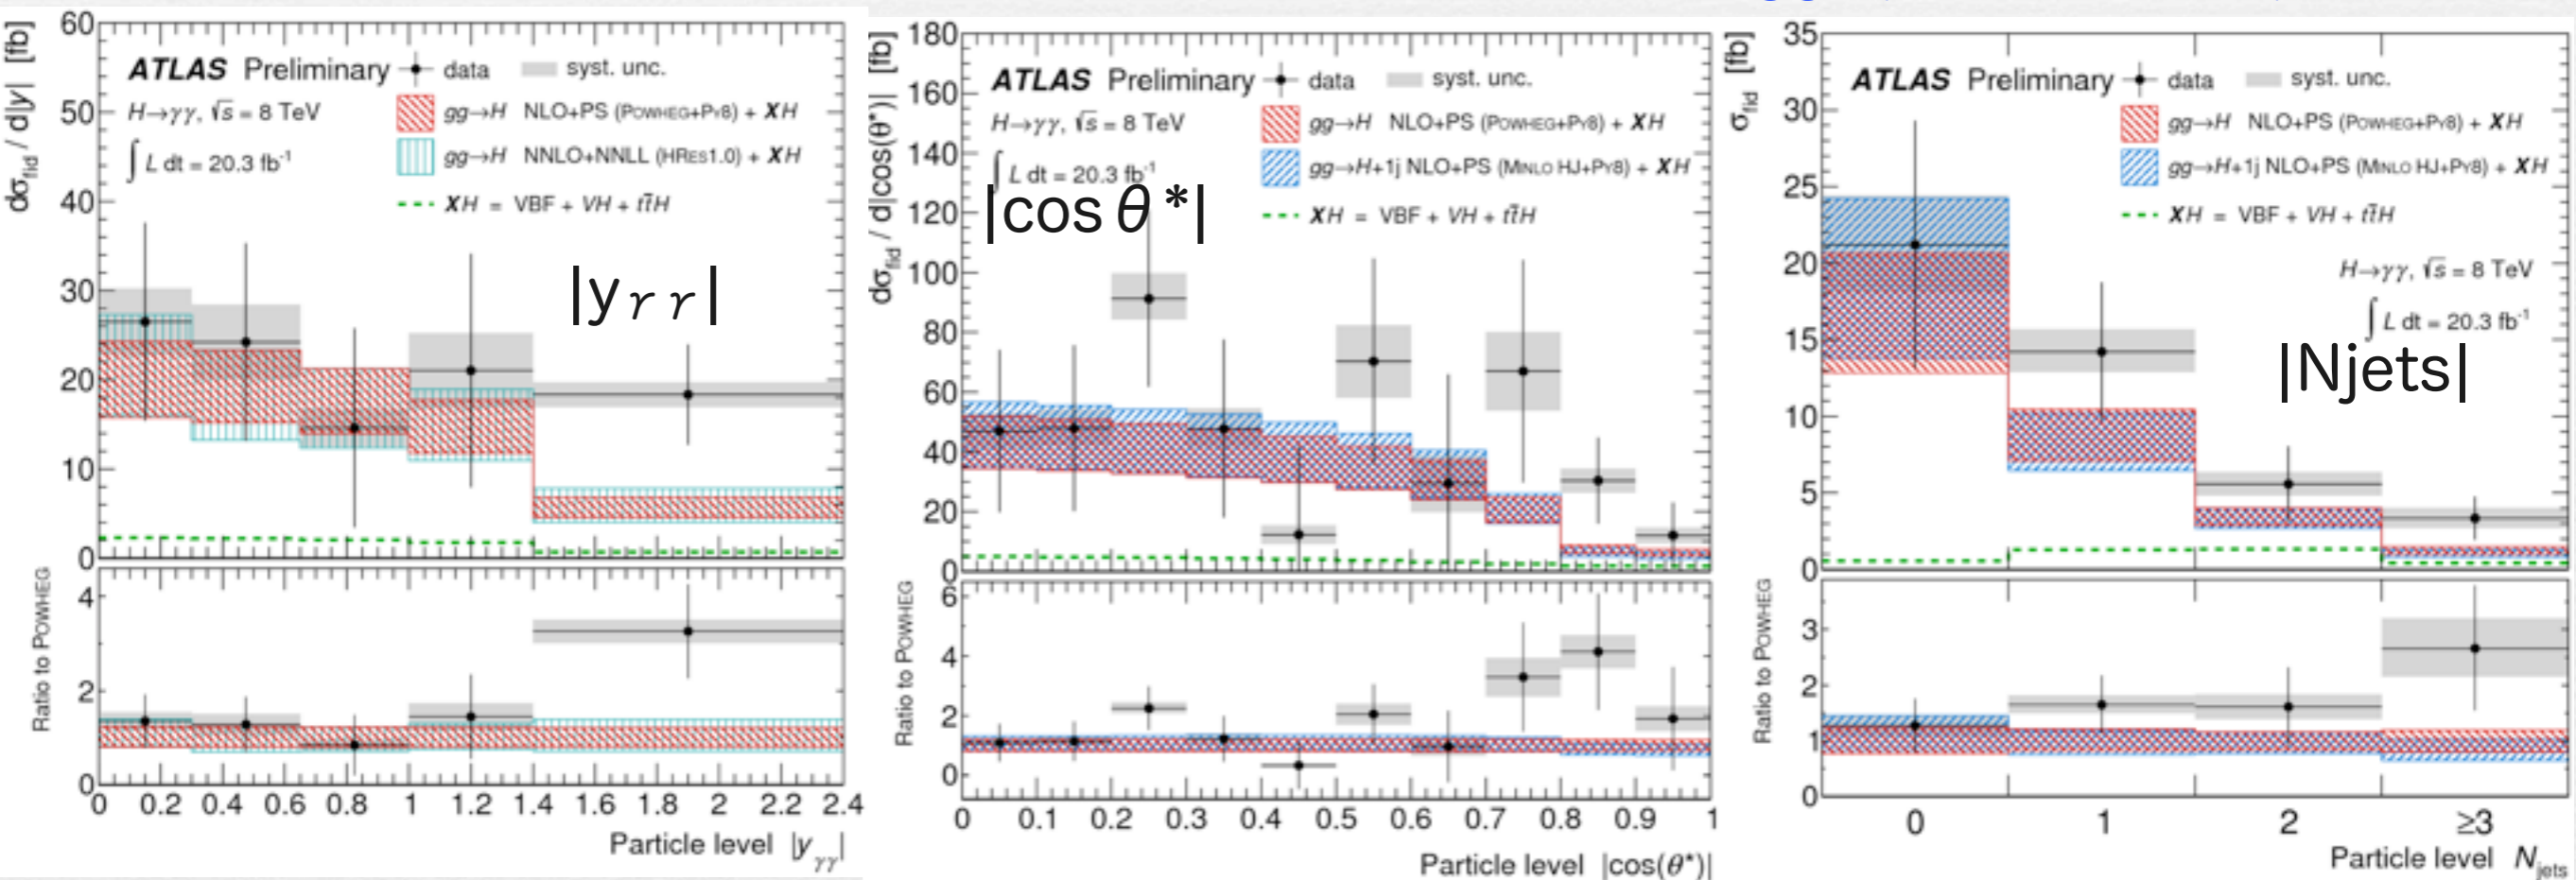 dσfid / d|y| [fb]
60
50
40
30
20
10
0
ATLAS Preliminary
data
syst. unc.
H→γγ, √s = 8 TeV
∫ L dt = 20.3 fb⁻¹
gg→H NLO+PS (POWHEG+PY8) + XH
gg→H NNLO+NNLL (HRES1.0) + XH
XH = VBF + VH + tt̄H
|yγγ|
Ratio to POWHEG
4
2
0
0 0.2 0.4 0.6 0.8 1 1.2 1.4 1.6 1.8 2 2.2 2.4
Particle level |yγγ|
dσfid / d|cos(θ*)| [fb]
180
160
140
120
100
80
60
40
20
0
ATLAS Preliminary
data
syst. unc.
H→γγ, √s = 8 TeV
∫ L dt = 20.3 fb⁻¹
gg→H NLO+PS (POWHEG+PY8) + XH
gg→H+1j NLO+PS (MINLO HJ+PY8) + XH
XH = VBF + VH + tt̄H
|cos θ*|
Ratio to POWHEG
6
4
2
0
0 0.1 0.2 0.3 0.4 0.5 0.6 0.7 0.8 0.9 1
Particle level |cos(θ*)|
σfid [fb]
35
30
25
20
15
10
5
0
ATLAS Preliminary
data
syst. unc.
gg→H NLO+PS (POWHEG+PY8) + XH
gg→H+1j NLO+PS (MINLO HJ+PY8) + XH
XH = VBF + VH + tt̄H
H→γγ, √s = 8 TeV
∫ L dt = 20.3 fb⁻¹
|Njets|
Ratio to POWHEG
3
2
1
0
0 1 2 ≥3
Particle level Njets